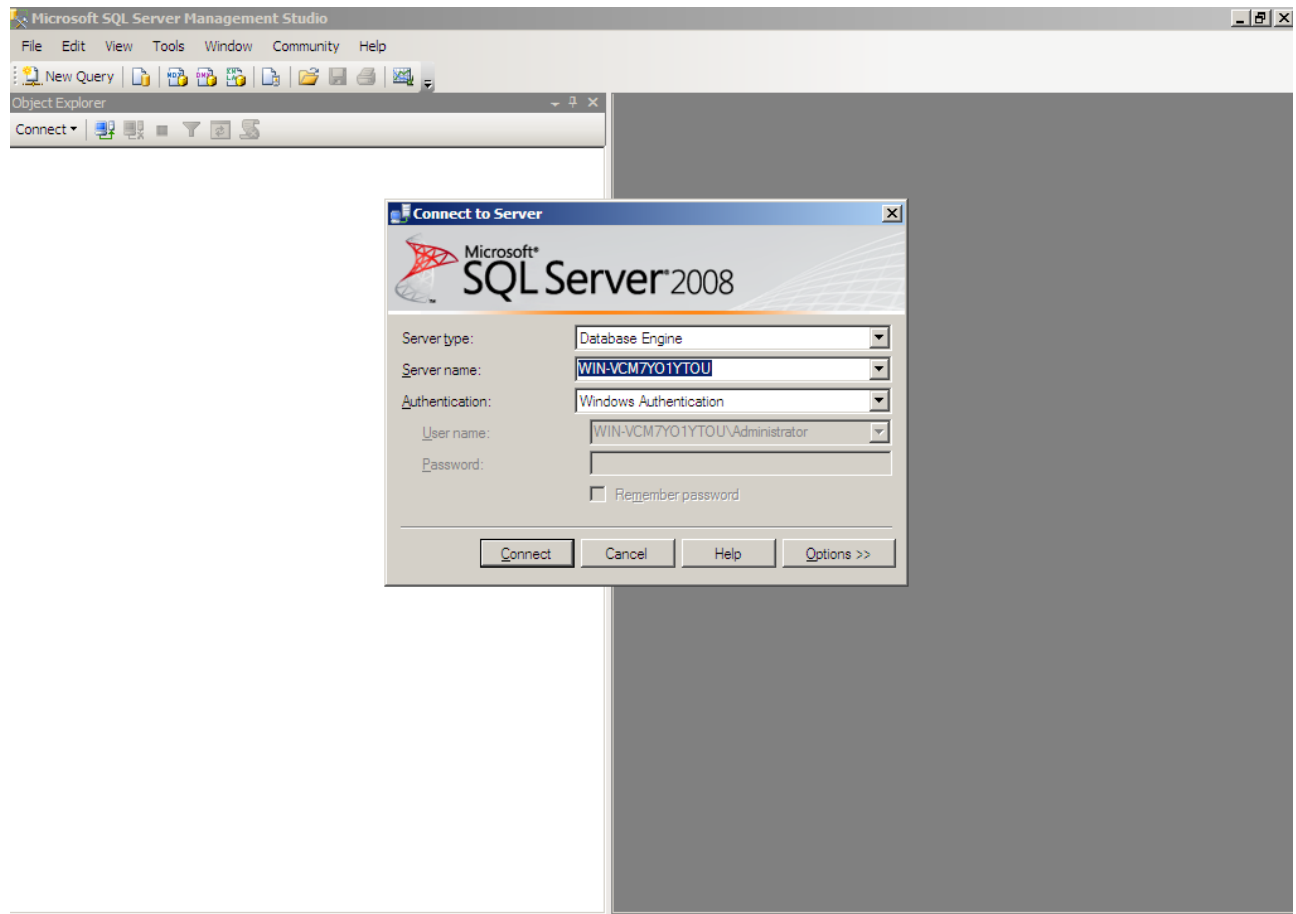 Microsoft SQL Server Management Studio
File Edit View Tools Window Community Help
New Query
Object Explorer
Connect
Connect to Server
Microsoft®
SQL Server® 2008
Server type: Database Engine
Server name: WIN-VCM7YO1YTOU
Authentication: Windows Authentication
User name: WIN-VCM7YO1YTOU\Administrator
Password:
Remember password
Connect Cancel Help Options >>